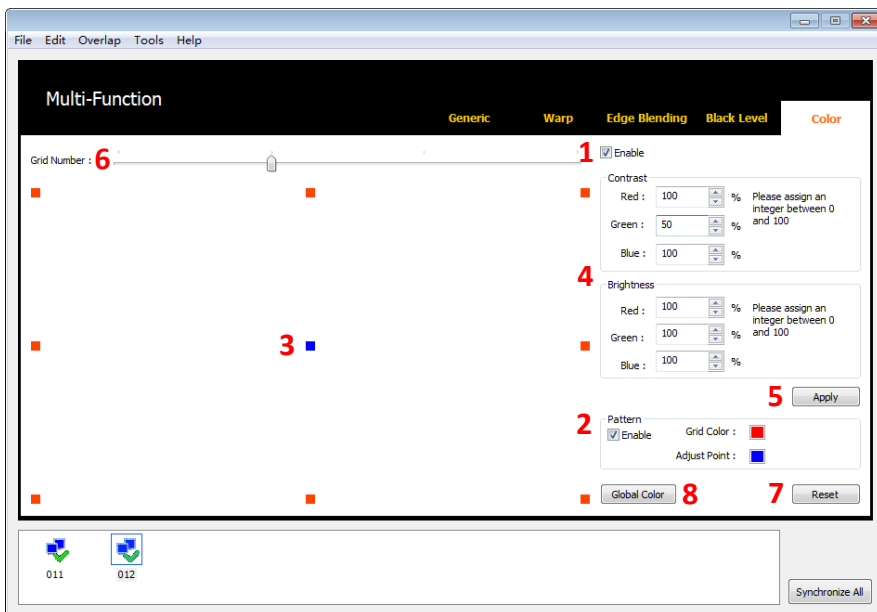 File Edit Overlap Tools Help
Multi-Function
Generic Warp Edge Blending Black Level Color
Grid Number : 6
1 Enable
Contrast
Red : 100 % Please assign an
integer between 0
Green : 50 % and 100
Blue : 100 %
4
Brightness
Red : 100 % Please assign an
integer between 0
Green : 100 % and 100
3
Blue : 100 %
5 Apply
2 Pattern
Enable Grid Color :
Adjust Point :
Global Color 8 7 Reset
011 012
Synchronize All